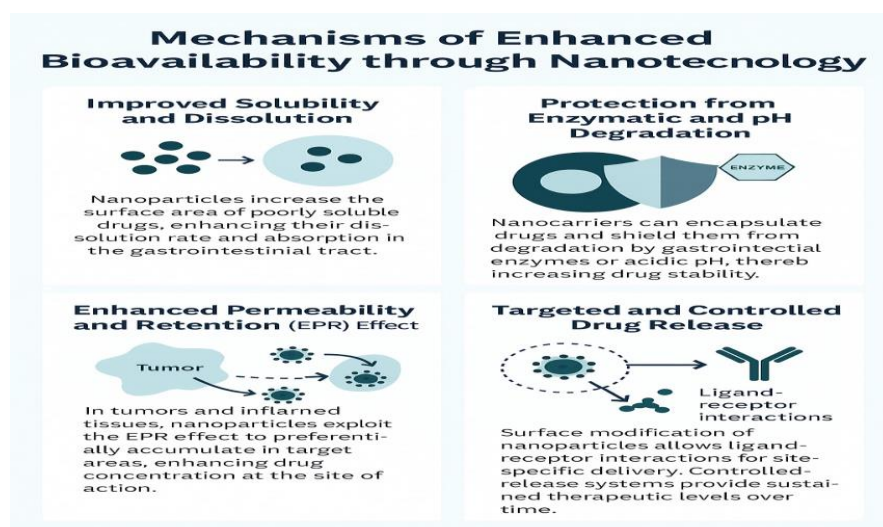 Mechanisms of Enhanced
Bioavailability through Nanotecnology
Improved Solubility
and Dissolution
Nanoparticles increase the
surface area of poorly soluble
drugs, enhancing their dis-
solution rate and absorption in
the gastrointestinial tract.
Protection from
Enzymatic and pH
Degradation
ENZYME
Nanocarriers can encapsulate
drugs and shield them from
degradation by gastrointectial
enzymes or acidic pH, thereb
increasing drug stability.
Enhanced Permeability
and Retention (EPR) Effect
Tumor
In tumors and inflarned
tissues, nanoparticles exploit
the EPR effect to preferenti-
ally accumulate in target
areas, enhancing drug
concentration at the site of
action.
Targeted and Controlled
Drug Release
Ligand-
receptor
interactions
Surface modification of
nanoparticles allows ligand-
receptor interactions for site-
specific delivery. Controlled-
release systems provide sustai-
ned therapeutic levels over
time.